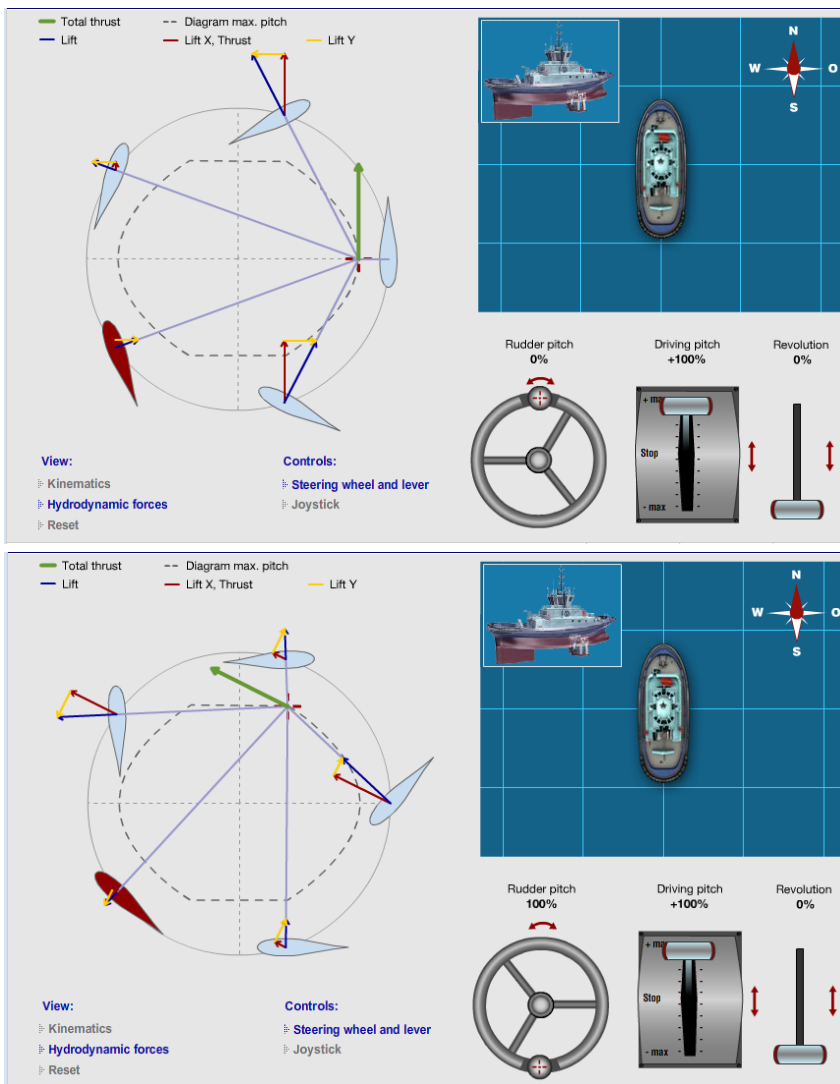 Total thrust
Diagram max. pitch
Lift
Lift X, Thrust
Lift Y
N
W
O
S
Rudder pitch
0%
Driving pitch
+100%
Revolution
0%
+ max
Stop
- max
View:
Kinematics
Hydrodynamic forces
Reset
Controls:
Steering wheel and lever
Joystick
Total thrust
Diagram max. pitch
Lift
Lift X, Thrust
Lift Y
N
W
O
S
Rudder pitch
100%
Driving pitch
+100%
Revolution
0%
+ max
Stop
- max
View:
Kinematics
Hydrodynamic forces
Reset
Controls:
Steering wheel and lever
Joystick